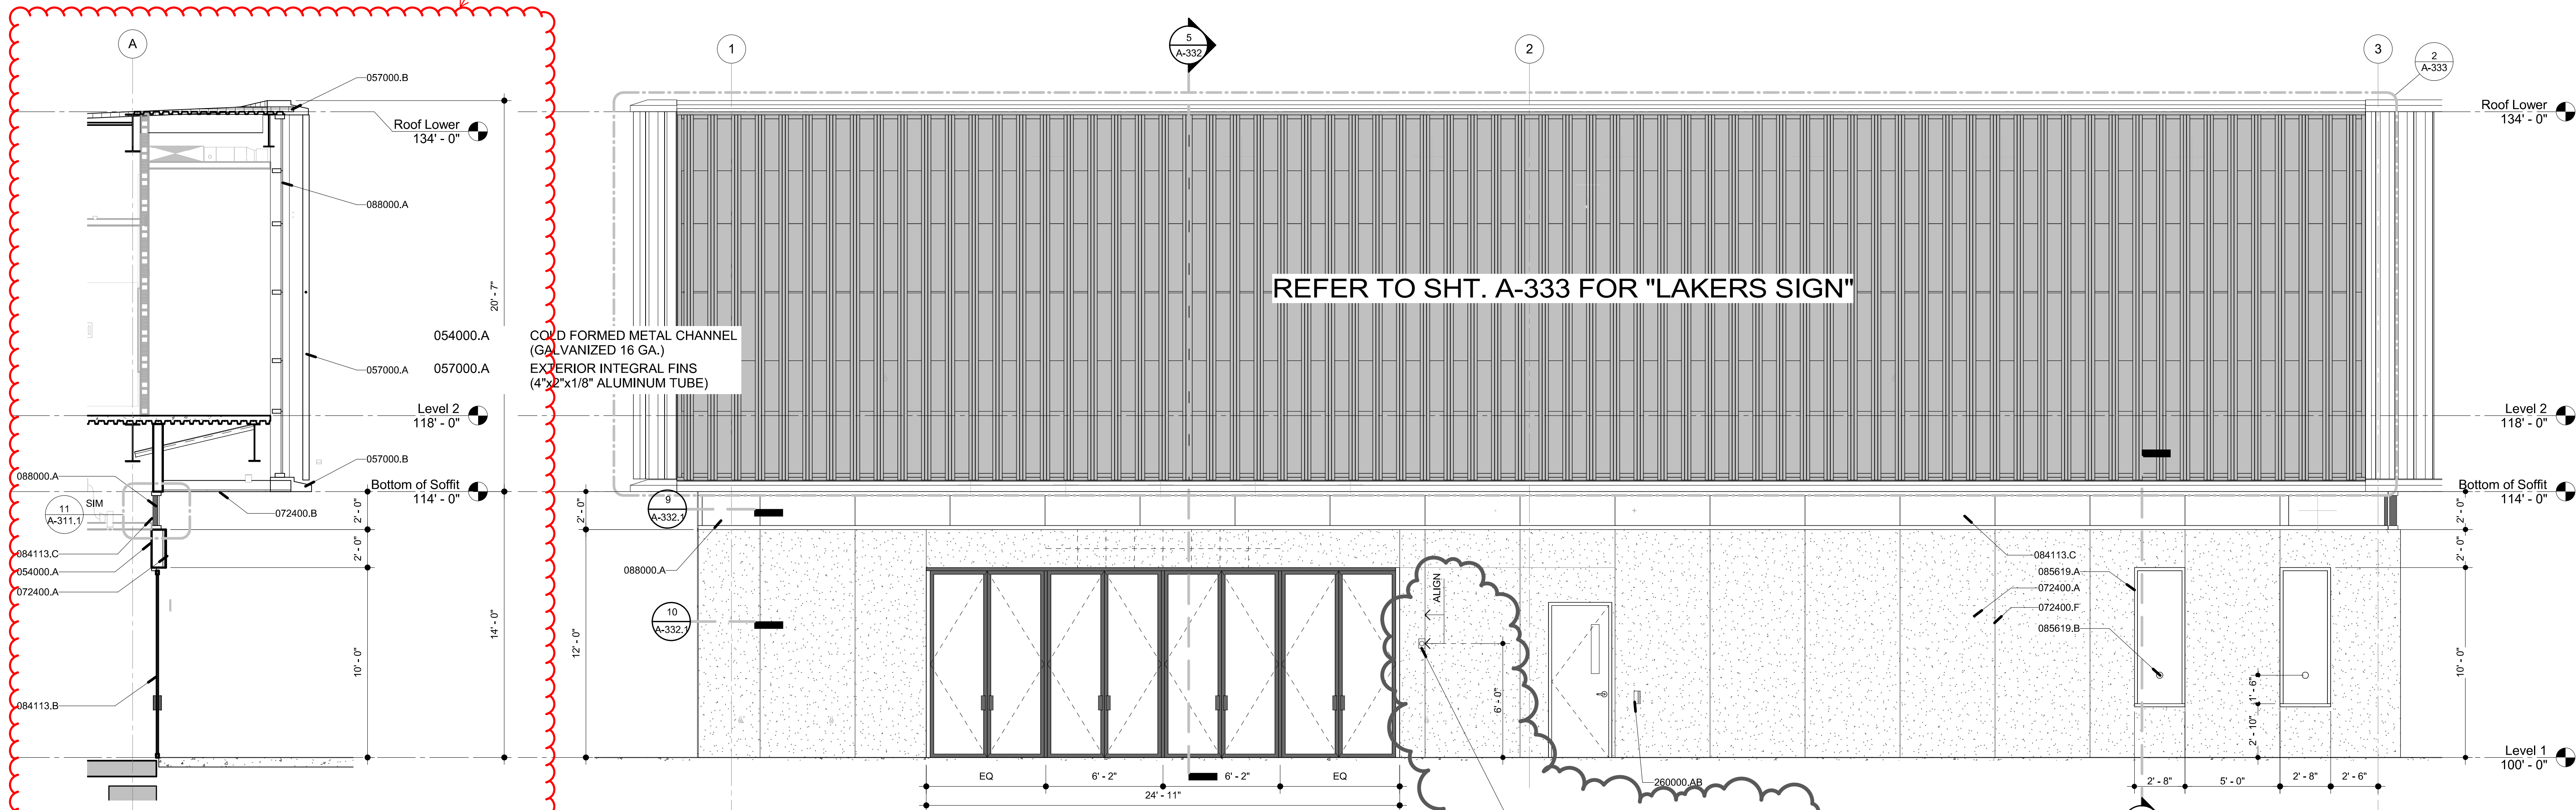 A
057000.B
Roof Lower
134' - 0"
088000.A
20' - 7"
054000.A COLD FORMED METAL CHANNEL
(GALVANIZED 16 GA.)
057000.A
057000.A EXTERIOR INTEGRAL FINS
(4"x2"x1/8" ALUMINUM TUBE)
Level 2
118' - 0"
057000.B
088000.A
Bottom of Soffit
114' - 0"
SIM
11
A-311.1
072400.B
2' - 0"
084113.C
2' - 0"
054000.A
072400.A
14' - 0"
10' - 0"
084113.B
1
5
A-332
2
3
2
A-333
Roof Lower
134' - 0"
REFER TO SHT. A-333 FOR "LAKERS SIGN"
Level 2
118' - 0"
Bottom of Soffit
114' - 0"
9
A-332.1
2' - 0"
2' - 0"
2' - 0"
084113.C
088000.A
085619.A
072400.A
072400.F
085619.B
ALIGN
10
A-332.1
12' - 0"
6' - 0"
10' - 0"
1' - 6"
2' - 10"
Level 1
100' - 0"
EQ
6' - 2"
6' - 2"
EQ
24' - 11"
260000.AB
2' - 8"
5' - 0"
2' - 8"
2' - 6"